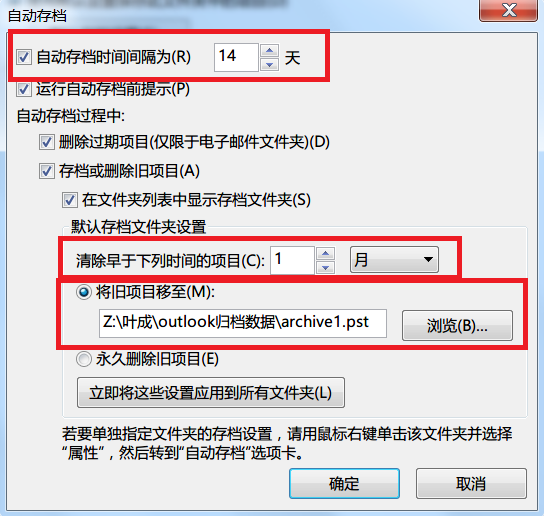 自动存档
自动存档时间间隔为(R) 14 天
运行自动存档前提示(P)
自动存档过程中:
删除过期项目(仅限于电子邮件文件夹)(D)
存档或删除旧项目(A)
在文件夹列表中显示存档文件夹(S)
默认存档文件夹设置
清除早于下列时间的项目(C): 1 月
将旧项目移至(M):
Z:\叶成\outlook归档数据\archive1.pst 浏览(B)...
永久删除旧项目(E)
立即将这些设置应用到所有文件夹(L)
若要单独指定文件夹的存档设置，请用鼠标右键单击该文件夹并选择
“属性”，然后转到“自动存档”选项卡。
确定 取消